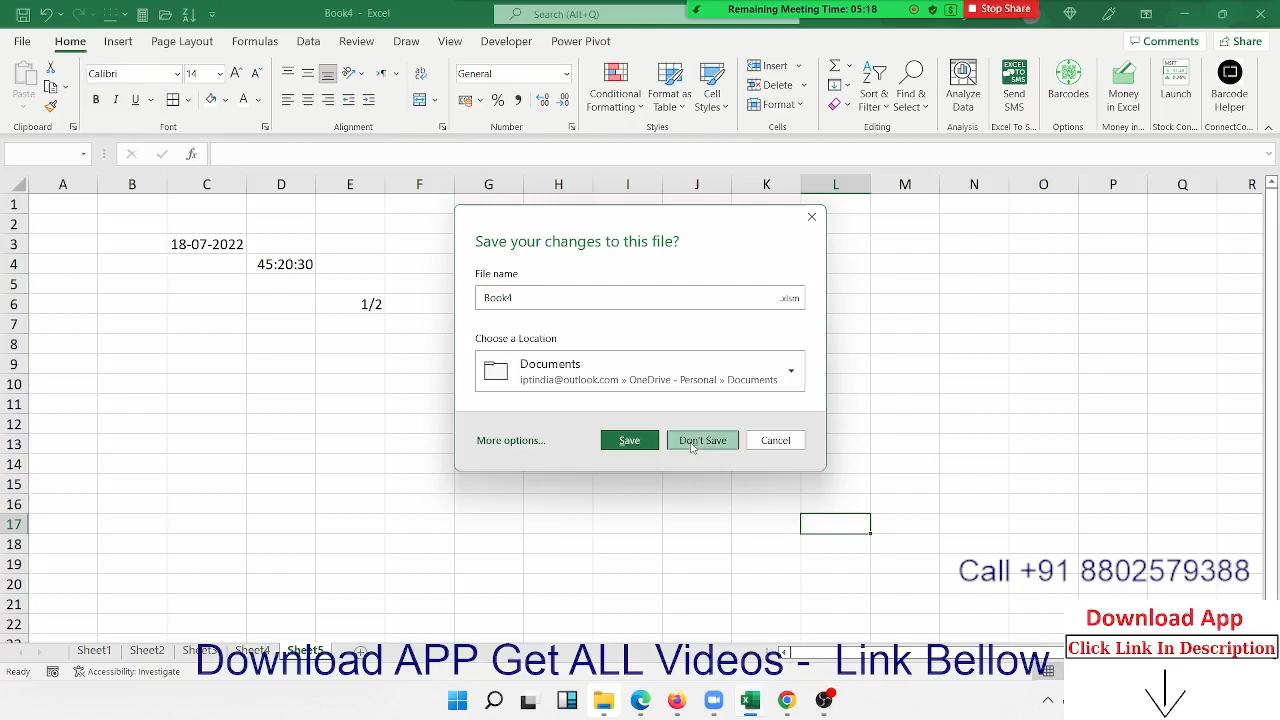 Book4 - Excel
Search (Alt+Q)
Remaining Meeting Time: 05:18
Stop Share
File
Home
Insert
Page Layout
Formulas
Data
Review
View
Developer
Power Pivot
Comments
Share
Paste
Calibri
14
General
Conditional Formatting
Format as Table
Cell Styles
Insert
Delete
Format
Sort & Filter
Find & Select
Analyze Data
Send SMS
Barcodes
Money in Excel
Launch
Barcode Helper
Clipboard
Font
Alignment
Number
Styles
Cells
Editing
Analysis
Excel To S...
Options
Money in...
Stock Con...
ConnectCo...
A B C D E F G H I J K L M N O P Q R
1
2
3 18-07-2022
4 45:20:30
5
6 1/2
7
8
9
10
11
12
13
14
15
16
17
18
19
20
21
22
Save your changes to this file?
File name
Book4 .xlsm
Choose a Location
Documents
iptindia@outlook.com » OneDrive - Personal » Documents
More options...
Save
Don't Save
Cancel
Call +91 8802579388
Download App
Click Link In Description
Sheet1 Sheet2 Sheet3 Sheet4 Sheet5
Download APP Get ALL Videos - Link Bellow
Ready
Accessibility: Investigate